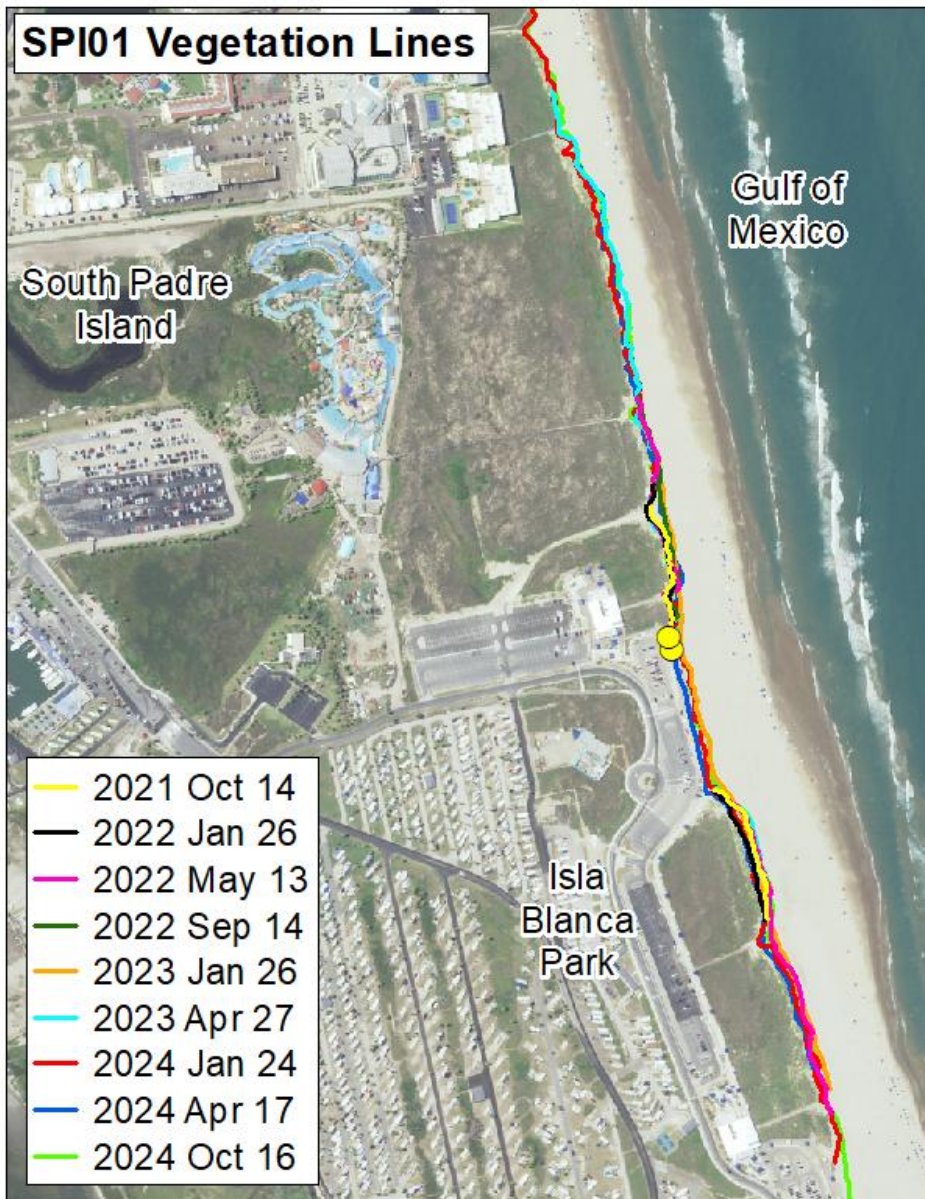 SPI01 Vegetation Lines
Gulf of
Mexico
South Padre
Island
Isla
Blanca
Park
2021 Oct 14
2022 Jan 26
2022 May 13
2022 Sep 14
2023 Jan 26
2023 Apr 27
2024 Jan 24
2024 Apr 17
2024 Oct 16